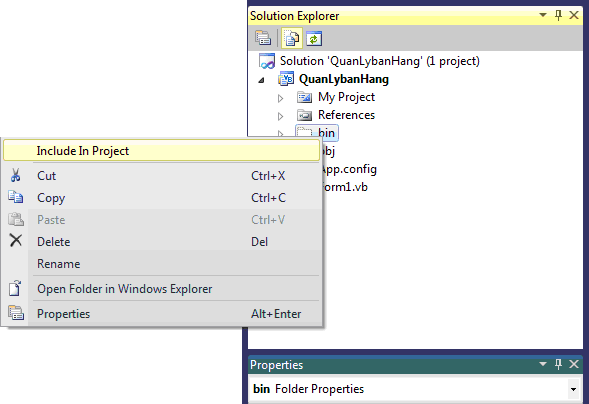 Solution Explorer
Solution 'QuanLybanHang' (1 project)
QuanLybanHang
My Project
References
bin
obj
App.config
orm1.vb
Include In Project
Cut Ctrl+X
Copy Ctrl+C
Paste Ctrl+V
Delete Del
Rename
Open Folder in Windows Explorer
Properties Alt+Enter
Properties
bin Folder Properties